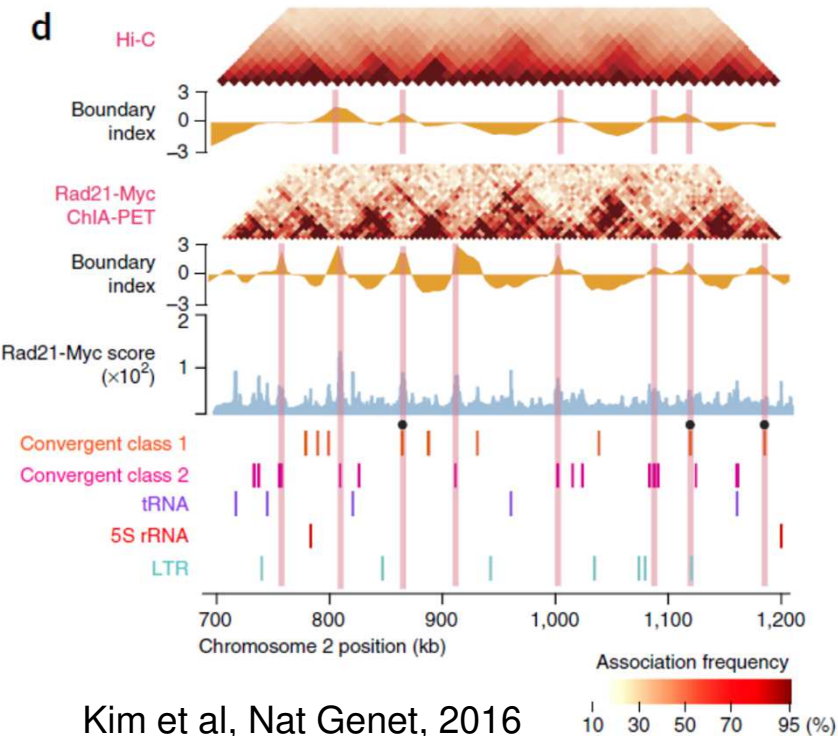 d
Hi-C
3
Boundary
index
0
–3
Rad21-Myc
ChIA-PET
3
Boundary
index
0
–3
2
Rad21-Myc score
(×10²)
1
Convergent class 1
Convergent class 2
tRNA
5S rRNA
LTR
700 800 900 1,000 1,100 1,200
Chromosome 2 position (kb)
Association frequency
10 30 50 70 95 (%)
Kim et al, Nat Genet, 2016